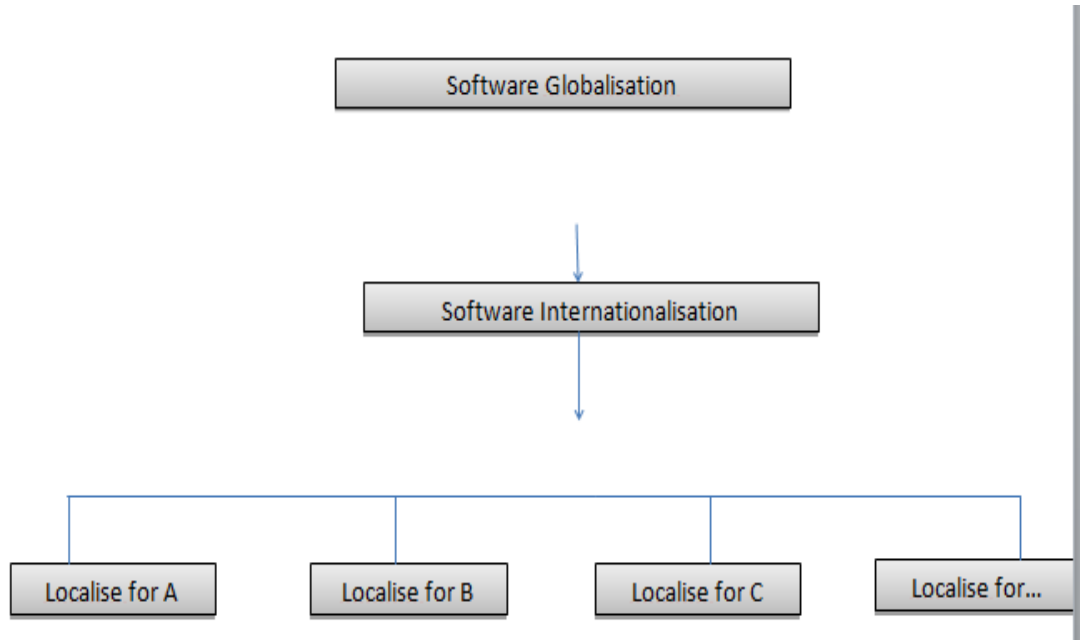 Software Globalisation
Software Internationalisation
Localise for A
Localise for B
Localise for C
Localise for...